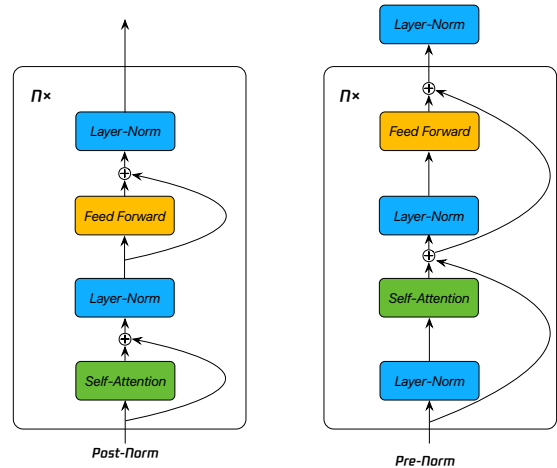 n×
Layer-Norm
Feed Forward
Layer-Norm
Self-Attention
Post-Norm
Layer-Norm
n×
Feed Forward
Layer-Norm
Self-Attention
Layer-Norm
Pre-Norm